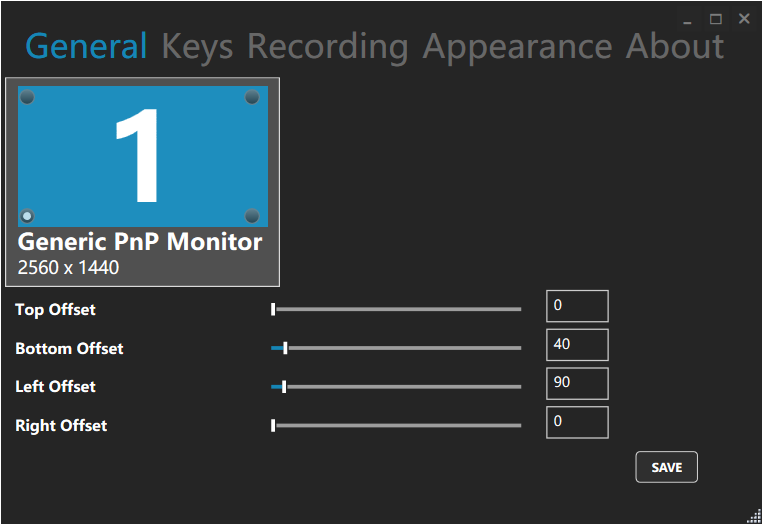 General Keys Recording Appearance About
1
Generic PnP Monitor
2560 x 1440
Top Offset 0
Bottom Offset 40
Left Offset 90
Right Offset 0
SAVE